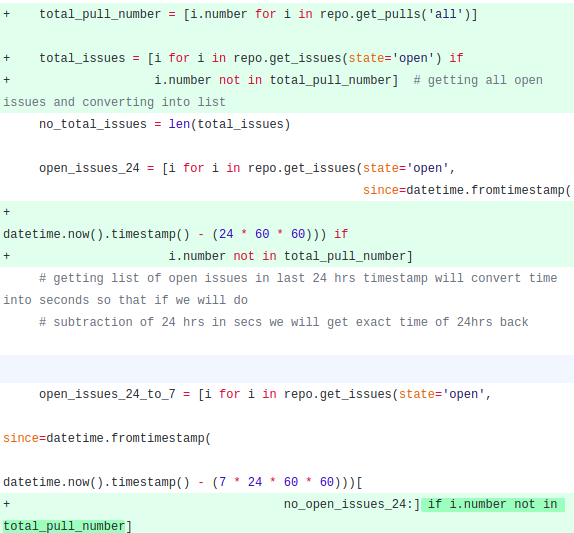 +    total_pull_number = [i.number for i in repo.get_pulls('all')]
+    total_issues = [i for i in repo.get_issues(state='open') if
+                    i.number not in total_pull_number]  # getting all open
issues and converting into list
     no_total_issues = len(total_issues)
     open_issues_24 = [i for i in repo.get_issues(state='open',
                                                  since=datetime.fromtimestamp(
+
datetime.now().timestamp() - (24 * 60 * 60))) if
+                      i.number not in total_pull_number]
     # getting list of open issues in last 24 hrs timestamp will convert time
into seconds so that if we will do
     # subtraction of 24 hrs in secs we will get exact time of 24hrs back
     open_issues_24_to_7 = [i for i in repo.get_issues(state='open',
since=datetime.fromtimestamp(
datetime.now().timestamp() - (7 * 24 * 60 * 60)))[
+                                      no_open_issues_24:] if i.number not in
total_pull_number]